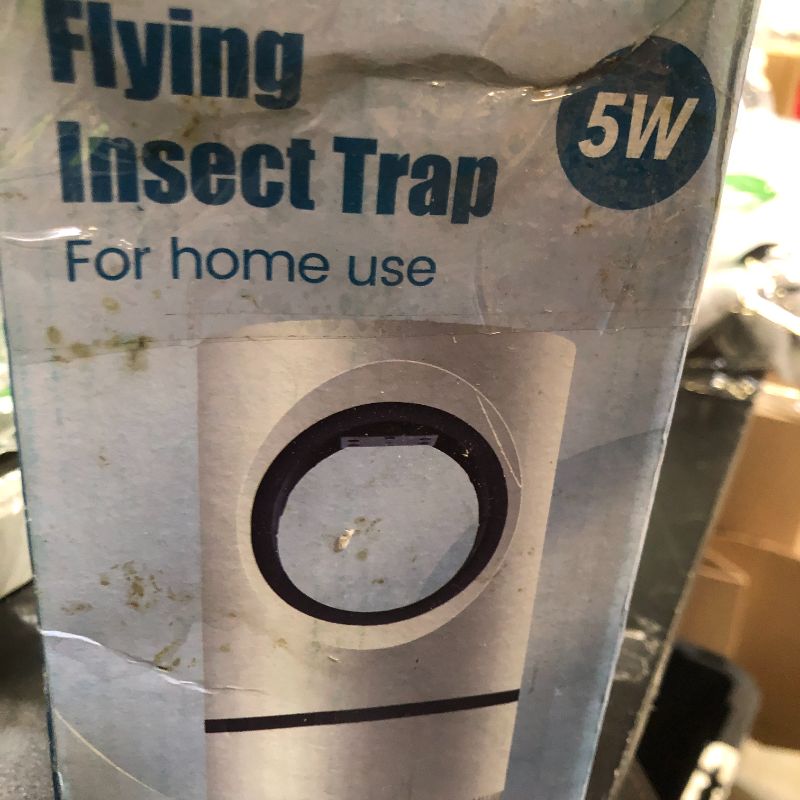 Flying
Insect Trap
For home use
5W